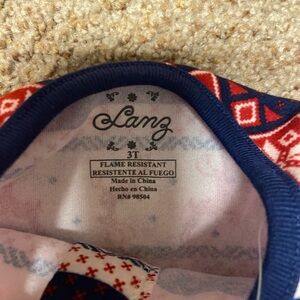 Lanz
3T
FLAME RESISTANT
RESISTENTE AL FUEGO
Made in China
Hecho en China
RN# 98504